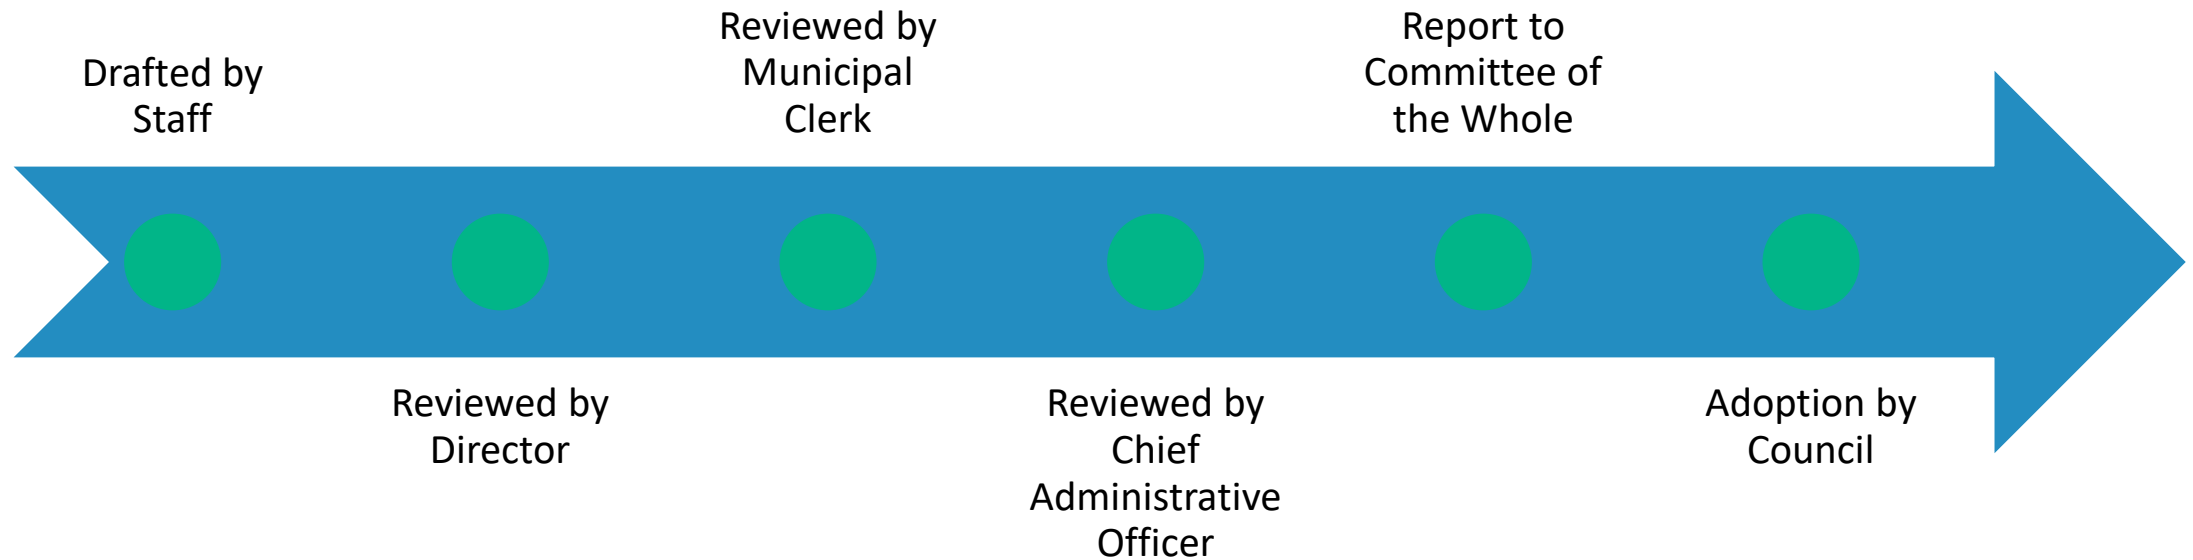 Drafted by
Staff
Reviewed by
Director
Reviewed by
Municipal
Clerk
Reviewed by
Chief
Administrative
Officer
Report to
Committee of
the Whole
Adoption by
Council